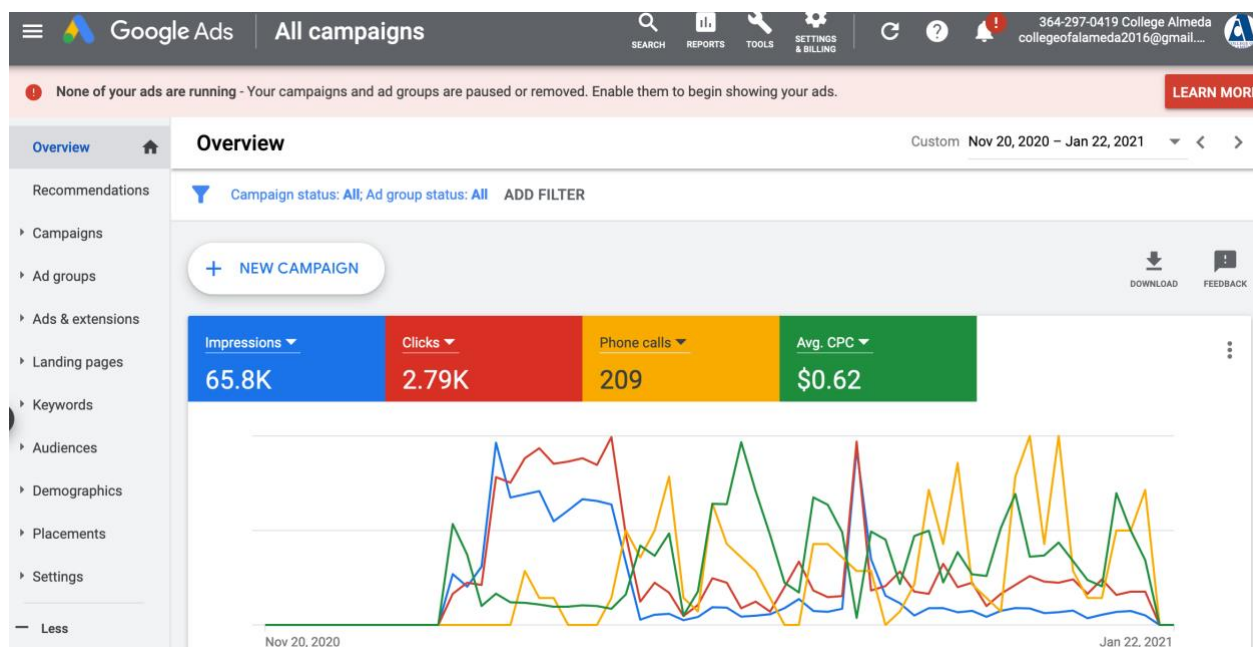 Google Ads
All campaigns
SEARCH
REPORTS
TOOLS
SETTINGS
& BILLING
364-297-0419 College Almeda
collegeofalameda2016@gmail....
None of your ads are running - Your campaigns and ad groups are paused or removed. Enable them to begin showing your ads.
LEARN MORE
Overview
Recommendations
Campaigns
Ad groups
Ads & extensions
Landing pages
Keywords
Audiences
Demographics
Placements
Settings
Less
Overview
Custom Nov 20, 2020 – Jan 22, 2021
Campaign status: All; Ad group status: All ADD FILTER
+ NEW CAMPAIGN
DOWNLOAD
FEEDBACK
Impressions
65.8K
Clicks
2.79K
Phone calls
209
Avg. CPC
$0.62
Nov 20, 2020
Jan 22, 2021